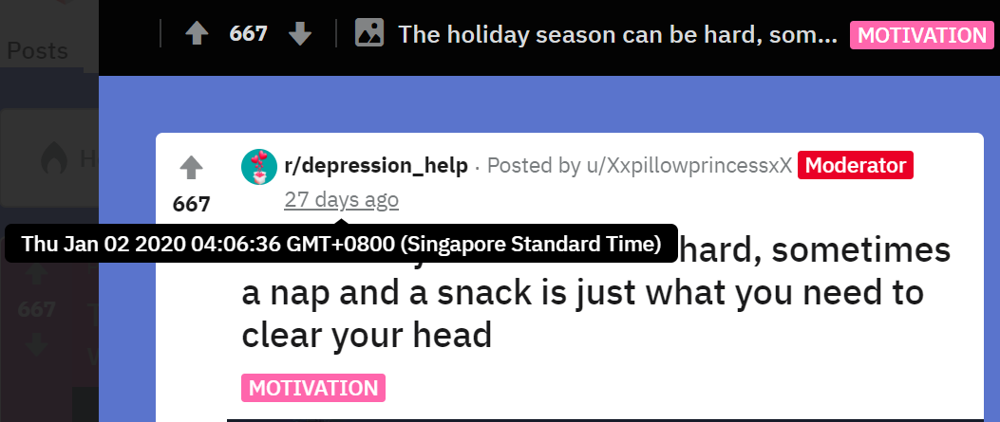 667 The holiday season can be hard, som... MOTIVATION
Posts
r/depression_help · Posted by u/XxpillowprincessxX Moderator
27 days ago
667
Thu Jan 02 2020 04:06:36 GMT+0800 (Singapore Standard Time)
hard, sometimes
a nap and a snack is just what you need to
clear your head
667
MOTIVATION